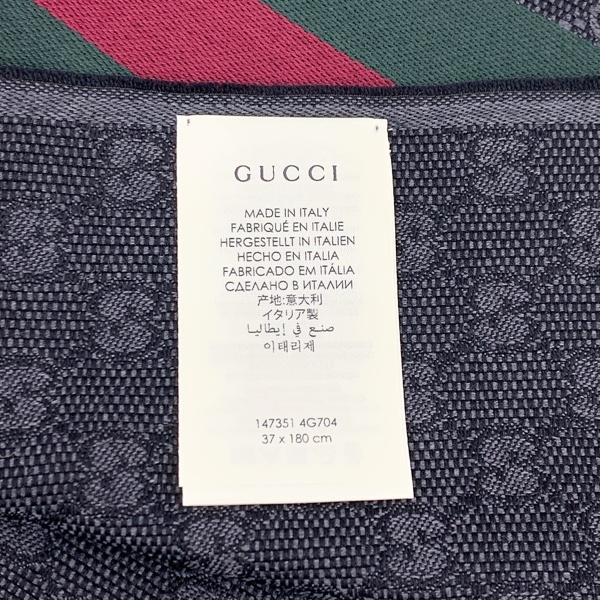 GUCCI
MADE IN ITALY
FABRIQUÉ EN ITALIE
HERGESTELLT IN ITALIEN
HECHO EN ITALIA
FABRICADO EM ITÁLIA
СДЕЛАНО В ИТАЛИИ
产地:意大利
イタリア製
صنع في إيطاليا
이태리제
147351 4G704
37 x 180 cm